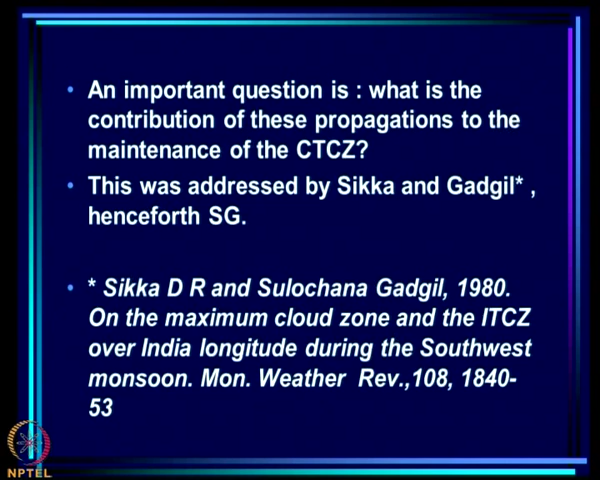 • An important question is : what is the
contribution of these propagations to the
maintenance of the CTCZ?
• This was addressed by Sikka and Gadgil* ,
henceforth SG.
• * Sikka D R and Sulochana Gadgil, 1980.
On the maximum cloud zone and the ITCZ
over India longitude during the Southwest
monsoon. Mon. Weather Rev.,108, 1840-
53
NPTEL